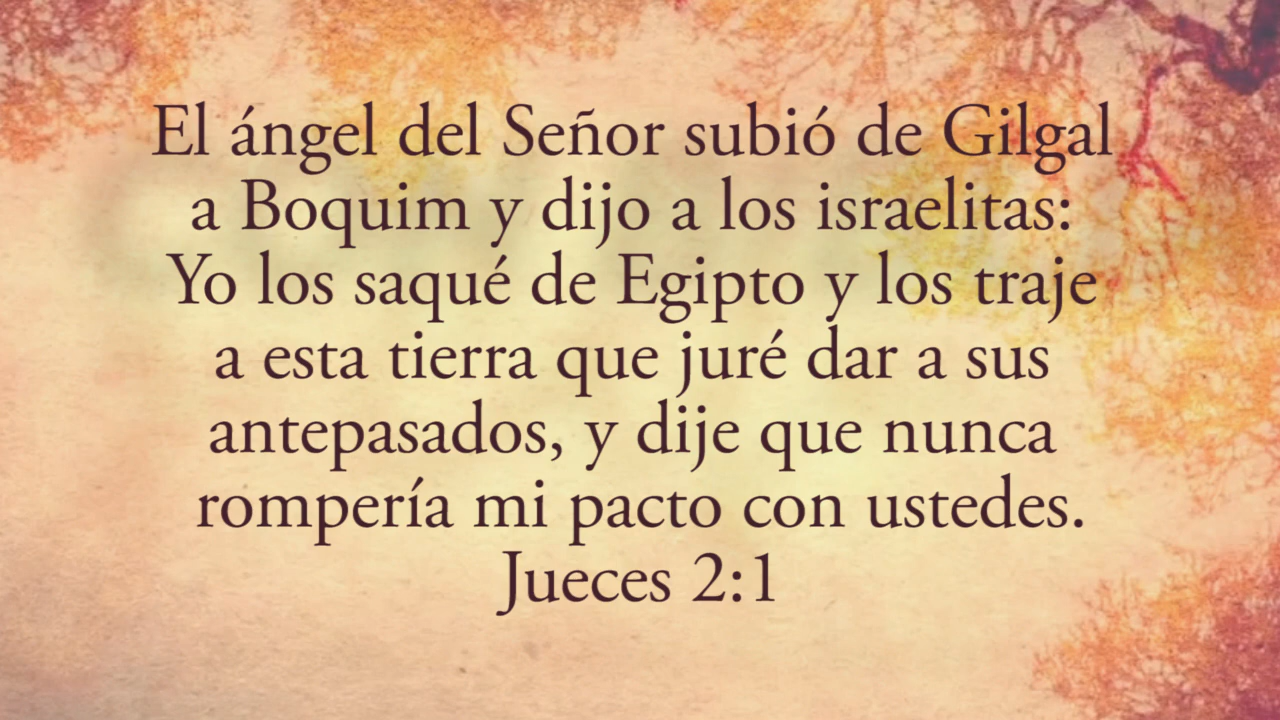 El ángel del Señor subió de Gilgal
a Boquim y dijo a los israelitas:
Yo los saqué de Egipto y los traje
a esta tierra que juré dar a sus
antepasados, y dije que nunca
rompería mi pacto con ustedes.
Jueces 2:1